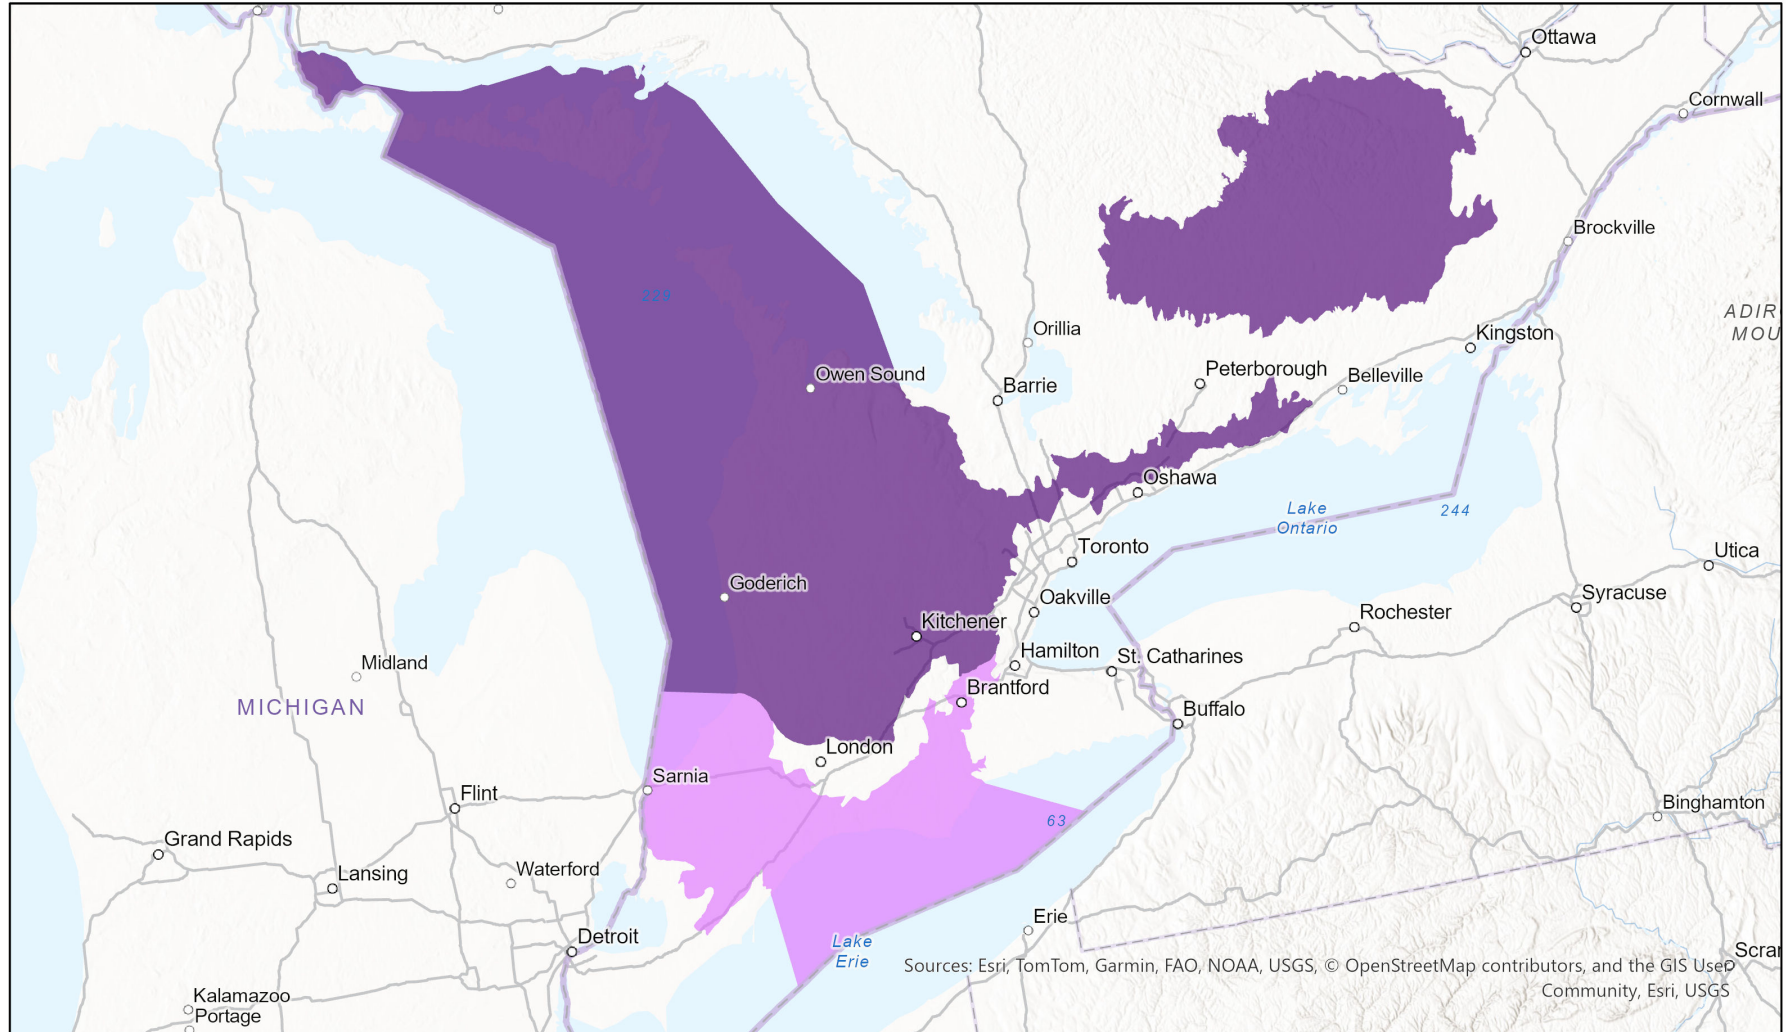 Ottawa
Cornwall
Brockville
228
ADIR
MOU
Orillia
Kingston
Owen Sound
Barrie
Peterborough
Belleville
Oshawa
Lake
Ontario
244
Toronto
Utica
Goderich
Oakville
Syracuse
Kitchener
Rochester
Hamilton
St. Catharines
Midland
Brantford
MICHIGAN
Buffalo
London
Sarnia
Flint
Binghamton
63
Grand Rapids
Lansing
Waterford
Erie
Detroit
Lake
Erie
Scrar
Sources: Esri, TomTom, Garmin, FAO, NOAA, USGS, © OpenStreetMap contributors, and the GIS User
Community, Esri, USGS
Kalamazoo
Portage